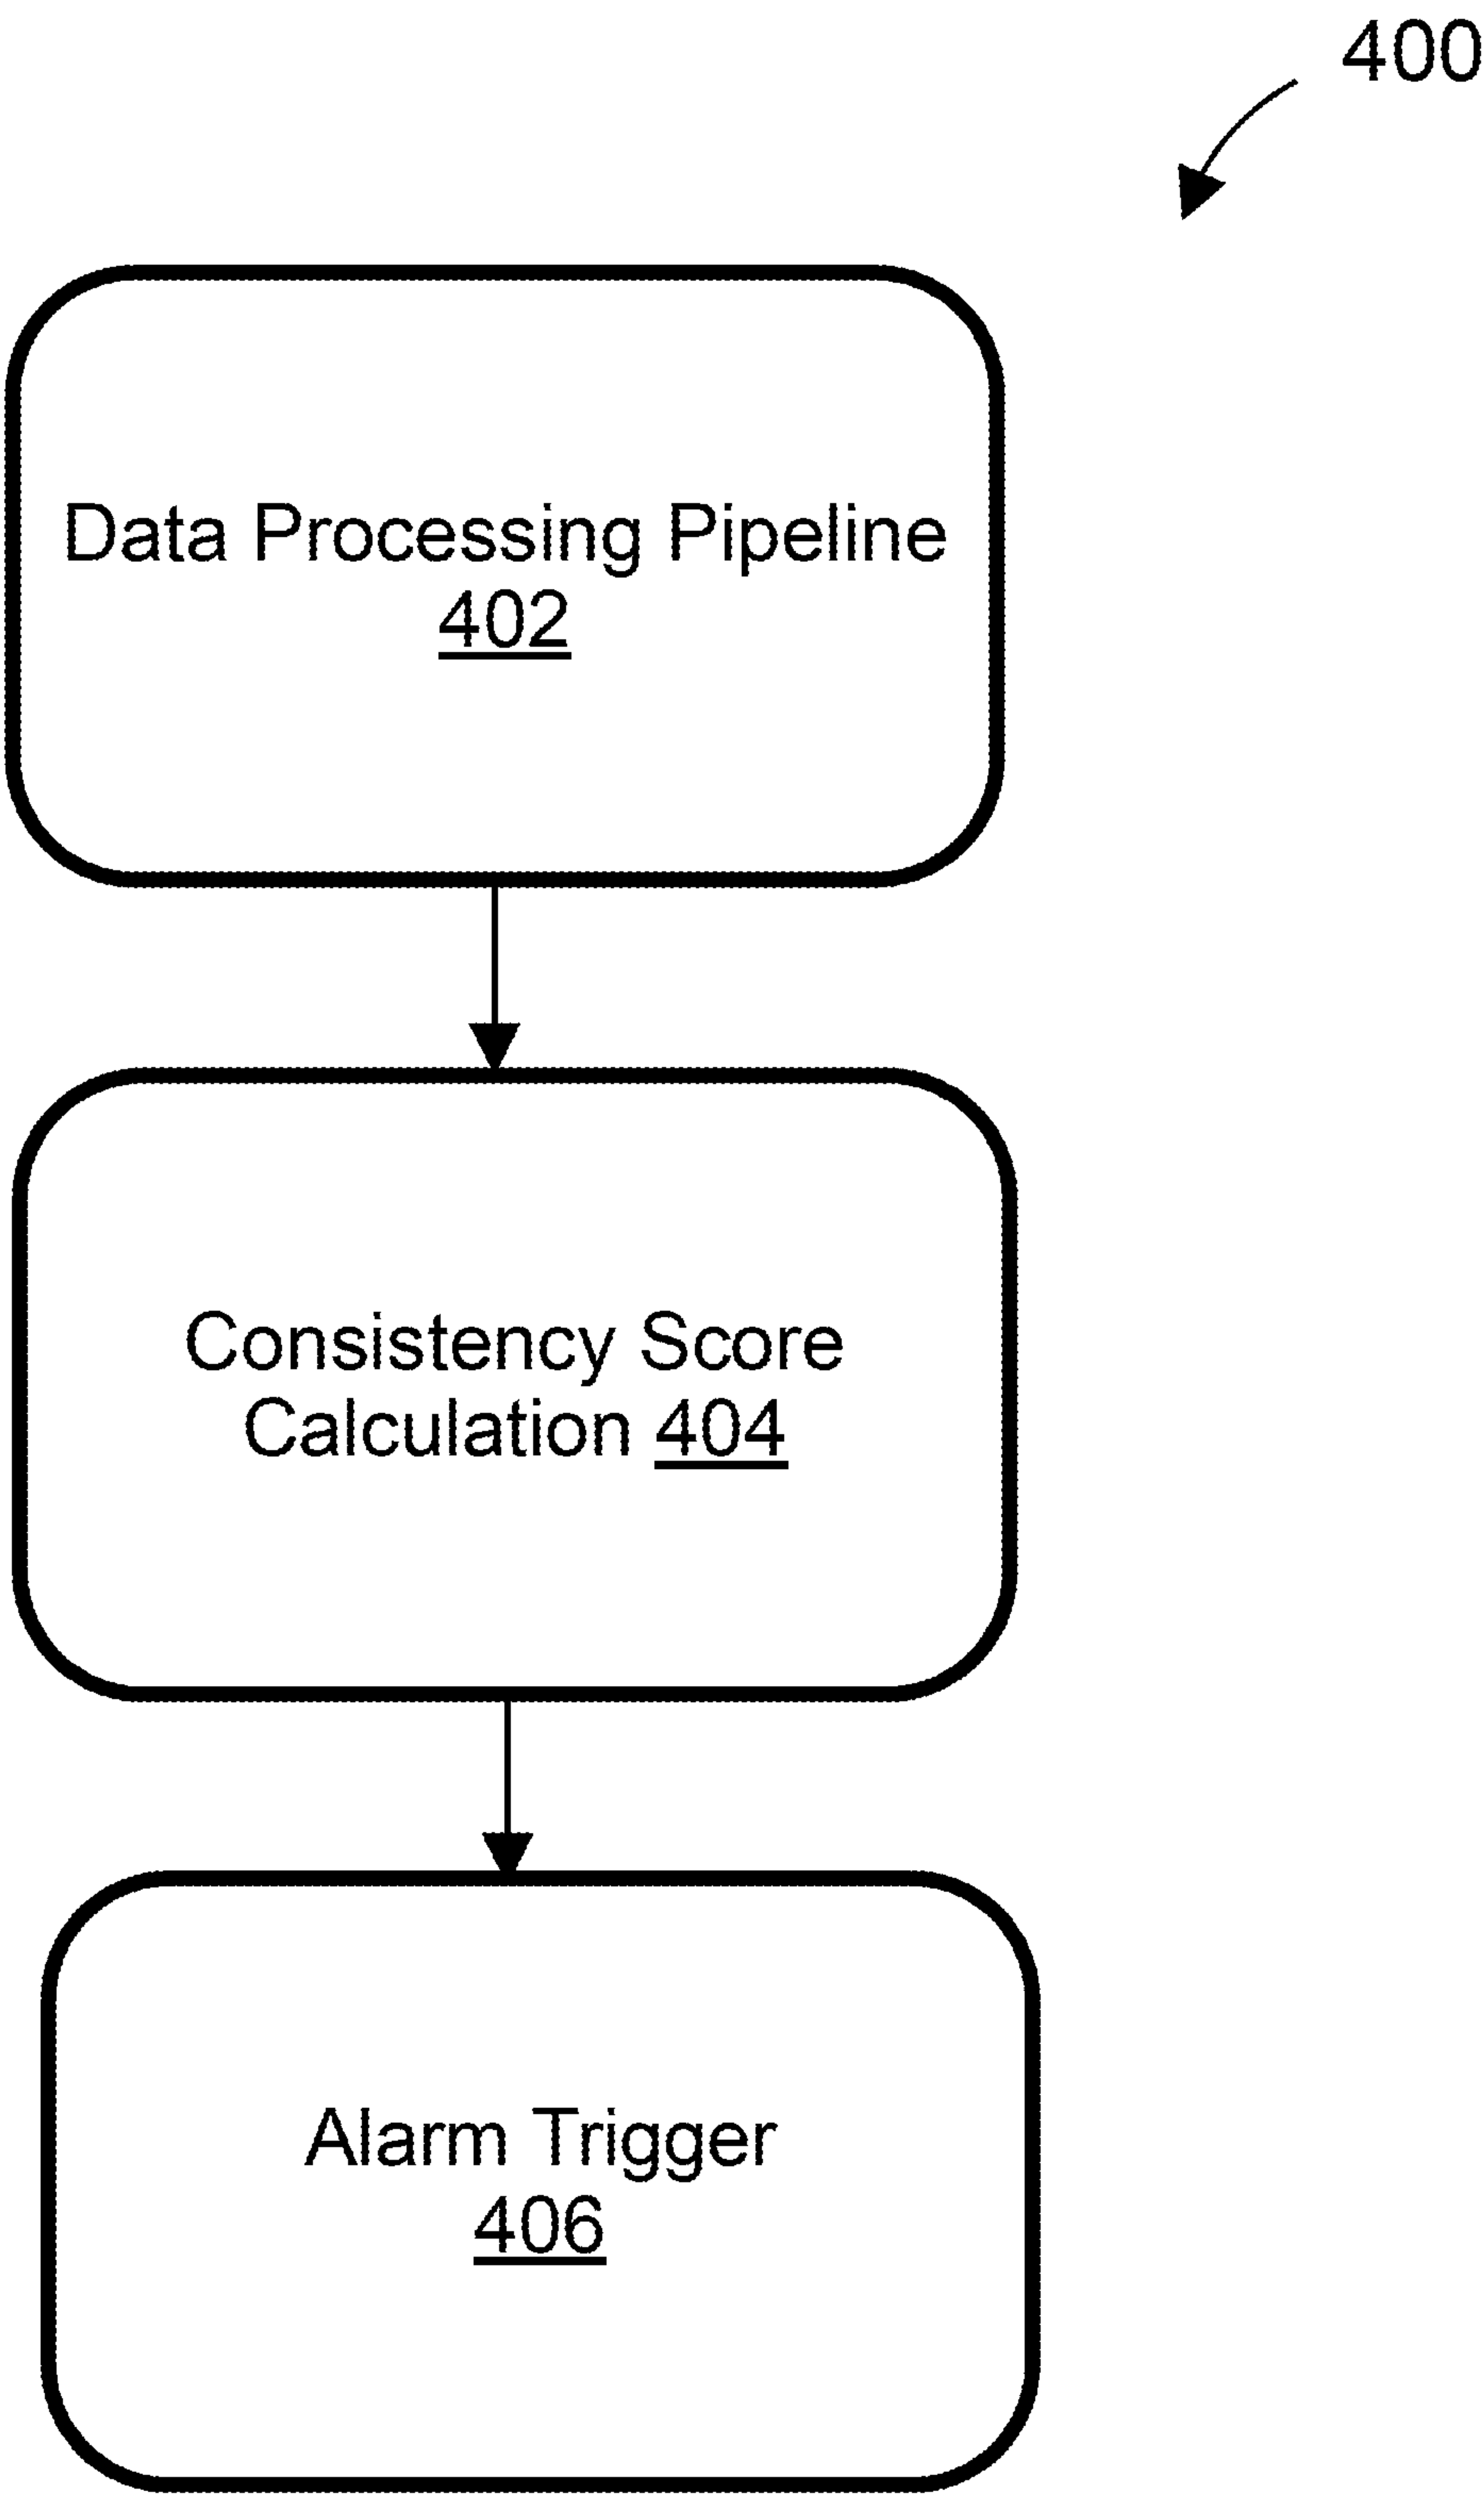 400
Data Processing Pipeline
402
Consistency Score
Calculation 404
Alarm Trigger
406